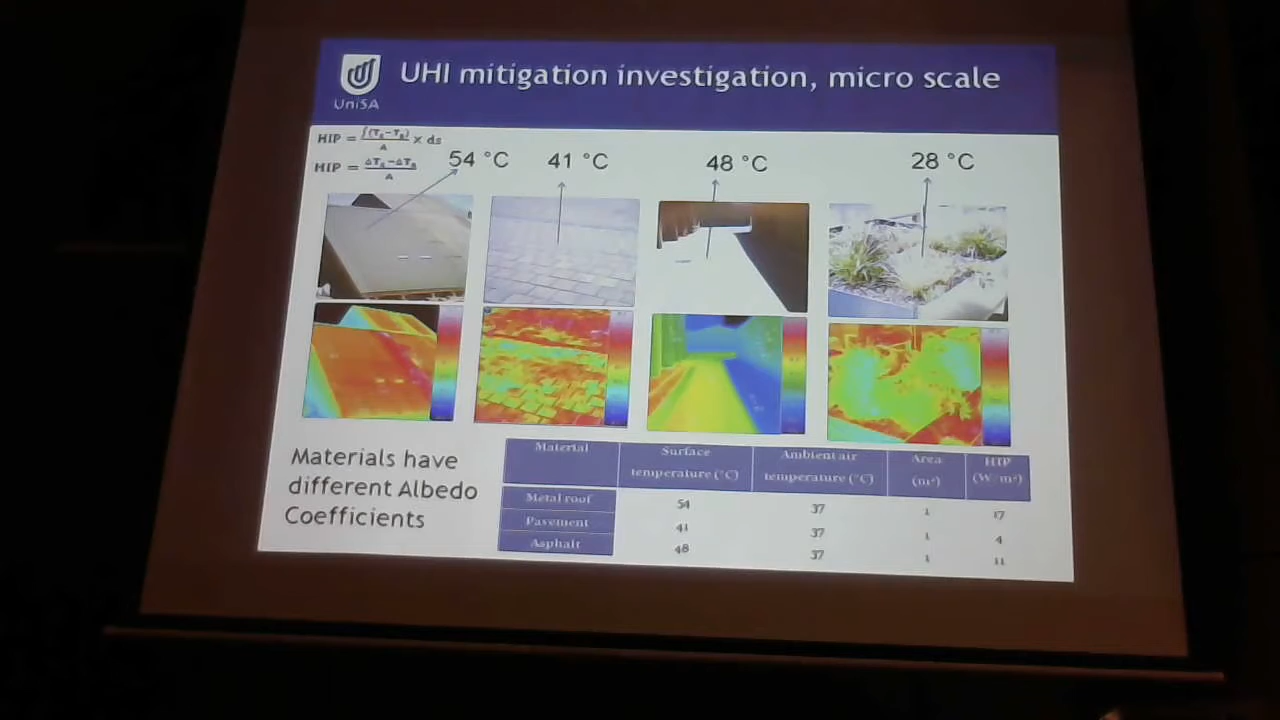 UHI mitigation investigation, micro scale
UniSA
HIP = ∫(Tₛ-Tₐ)/A x ds
HIP = ΔTₛ-ΔTₐ/A
54 °C 41 °C 48 °C 28 °C
Materials have
different Albedo
Coefficients
Material Surface temperature (°C) Ambient air temperature (°C) Area (m²) HIP (W/m²)
Metal roof 54 37 1 17
Pavement 41 37 1 4
Asphalt 48 37 1 11